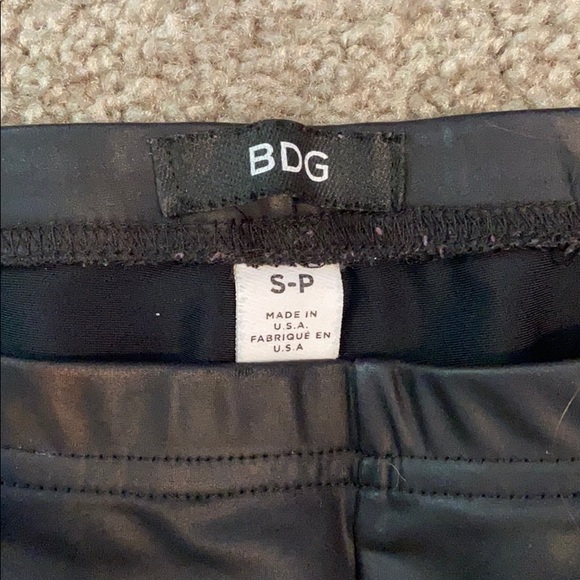 BDG
S-P
MADE IN
U.S.A.
FABRIQUÉ EN
U.S.A